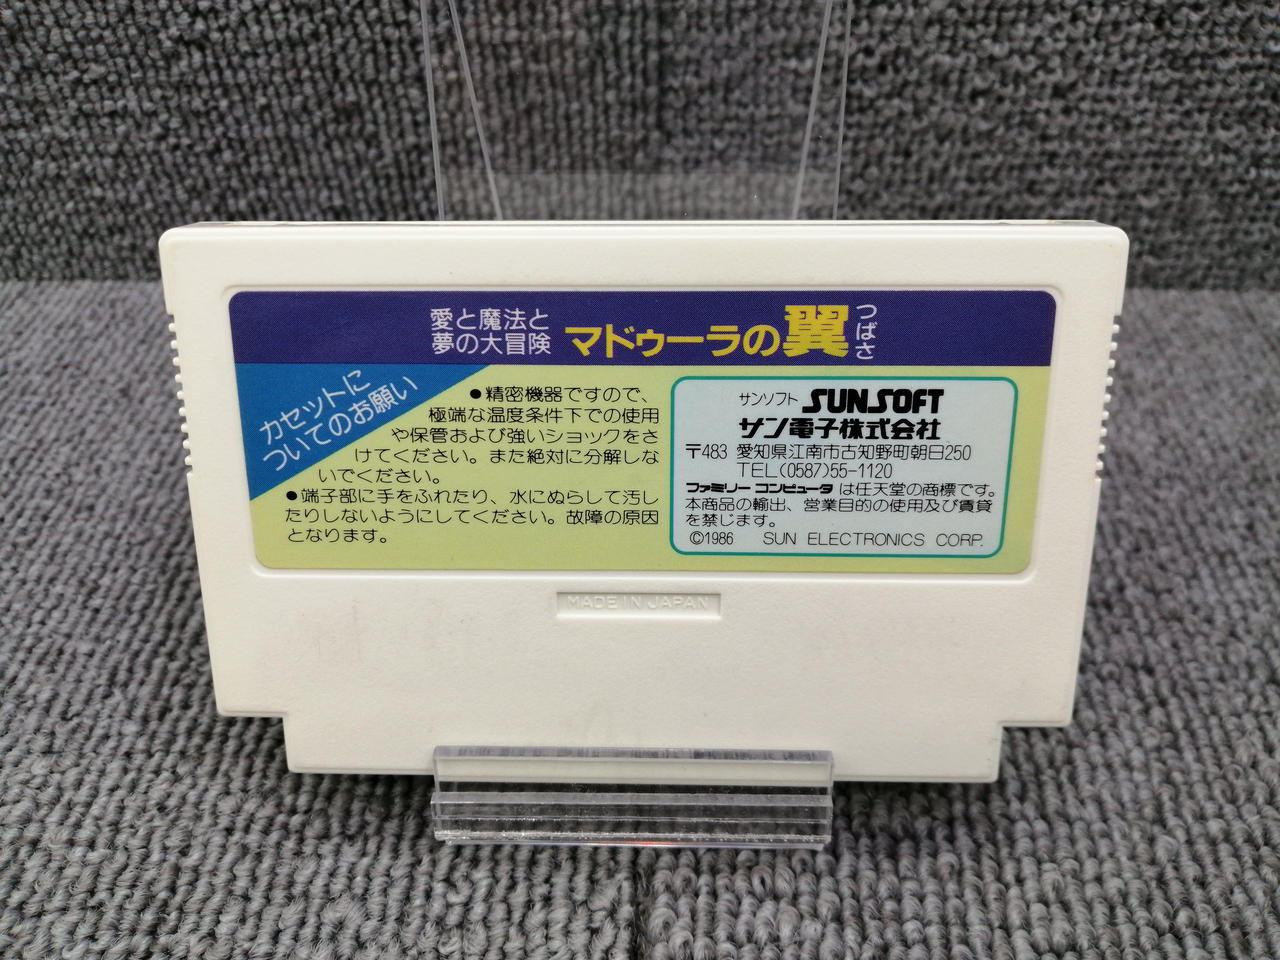 愛と魔法と
夢の大冒険
マドゥーラの翼
つばさ
カセットに
ついてのお願い
●精密機器ですので、
極端な温度条件下での使用
や保管および強いショックをさ
けてください。また絶対に分解しな
いでください。
●端子部に手をふれたり、水にぬらして汚し
たりしないようにしてください。故障の原因
となります。
サンソフト SUNSOFT
サン電子株式会社
〒483 愛知県江南市古知野町朝日250
TEL(0587)55-1120
ファミリーコンピュータは任天堂の商標です。
本商品の輸出、営業目的の使用及び賃貸
を禁じます。
©1986 SUN ELECTRONICS CORP.
MADE IN JAPAN